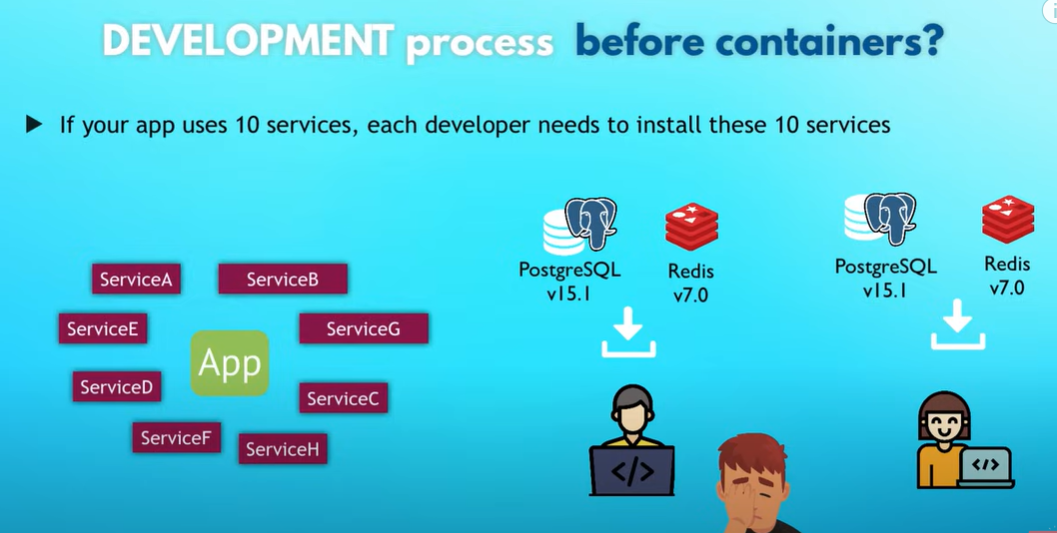 DEVELOPMENT process before containers?
If your app uses 10 services, each developer needs to install these 10 services
ServiceA
ServiceB
ServiceE
ServiceG
App
ServiceD
ServiceC
ServiceF
ServiceH
PostgreSQL
v15.1
Redis
v7.0
PostgreSQL
v15.1
Redis
v7.0
</>
</>